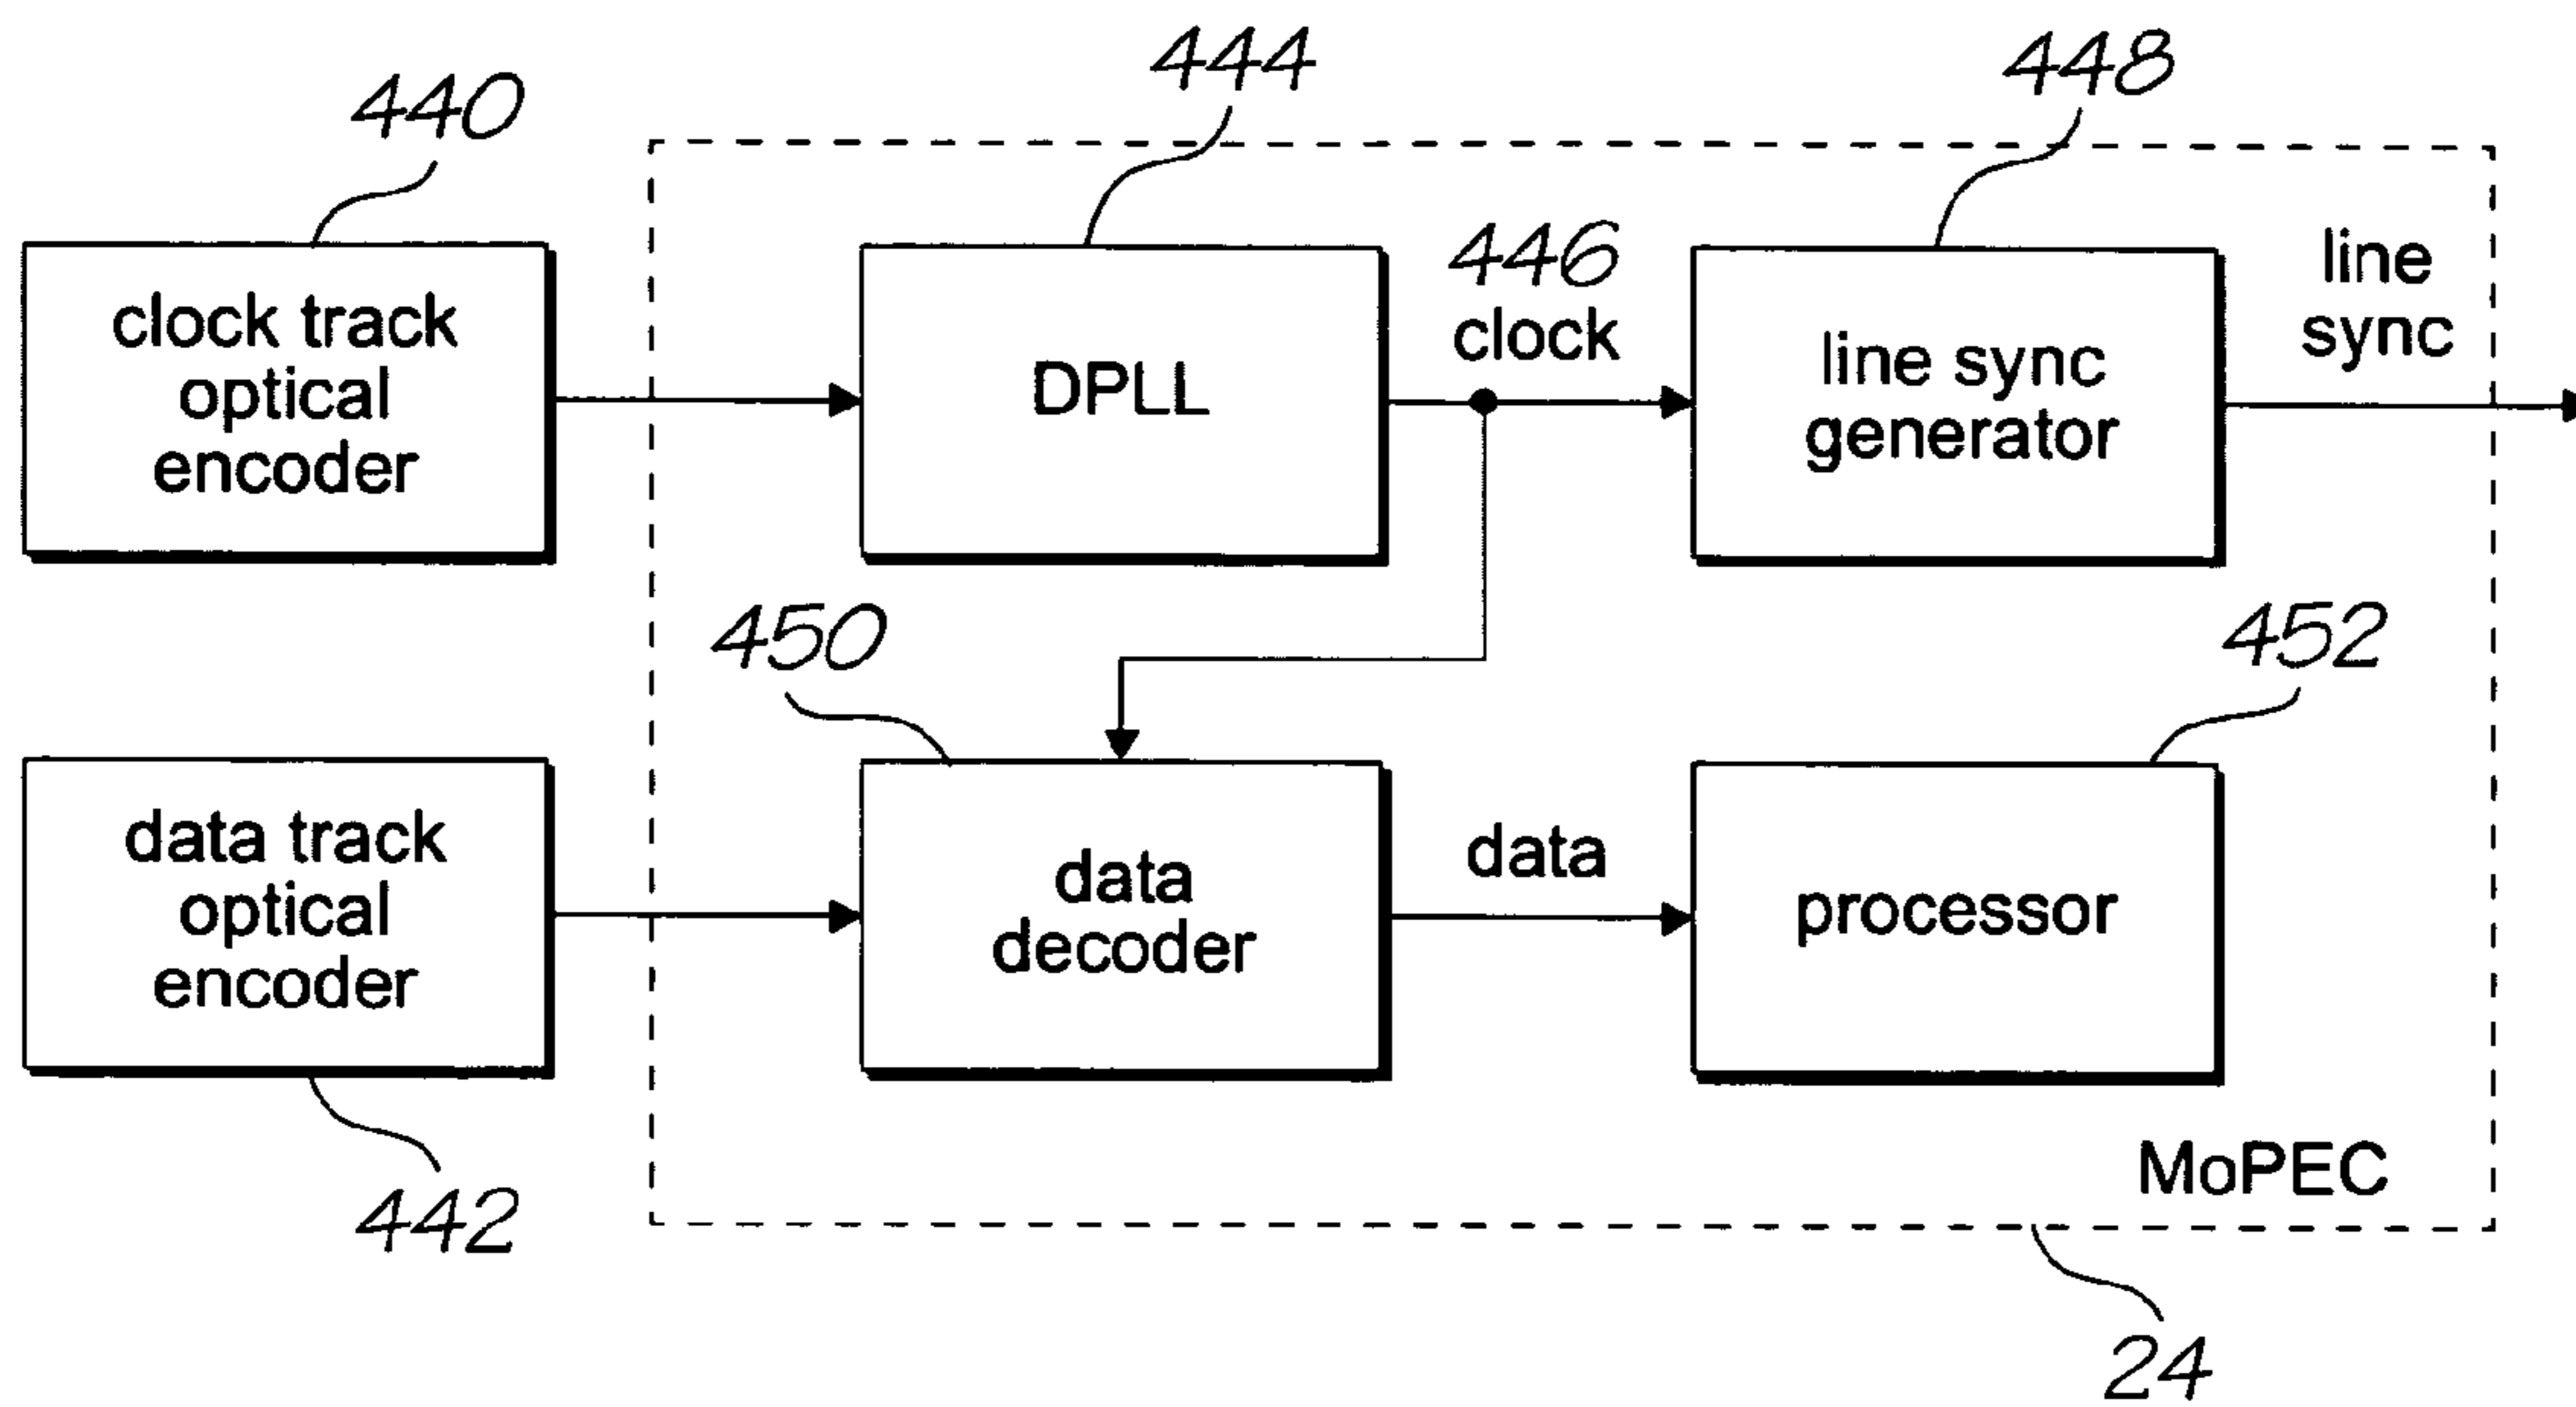 440
444
448
clock track
optical
encoder
DPLL
446
clock
line sync
generator
line
sync
450
452
data track
optical
encoder
data
decoder
data
processor
MoPEC
442
24